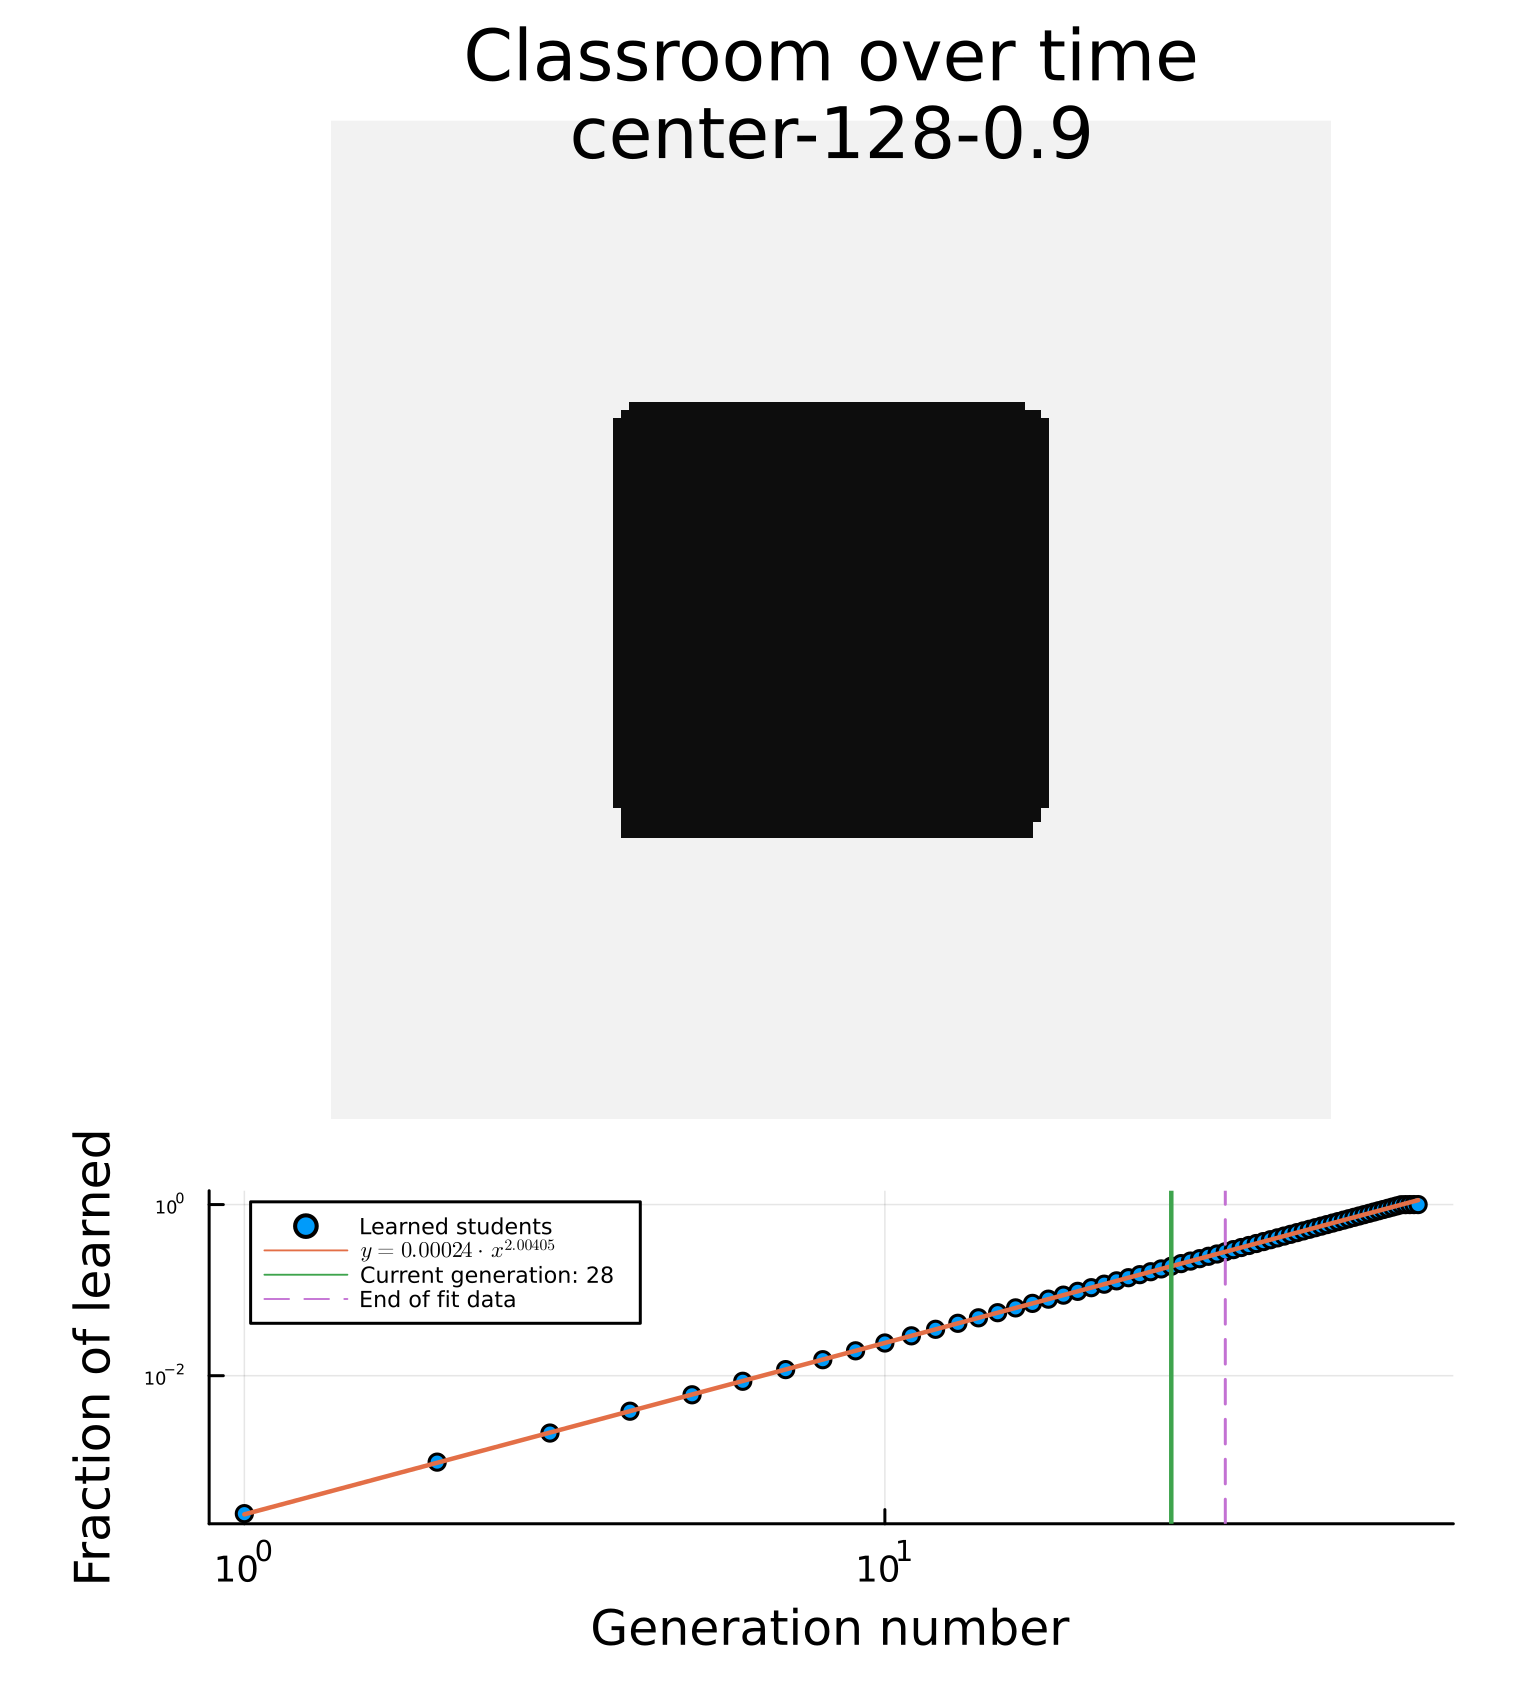 Classroom over time
center-128-0.9
Fraction of learned
10⁰
10⁻²
Learned students
y = 0.00024 · x^2.00405
Current generation: 28
End of fit data
10⁰
10¹
Generation number